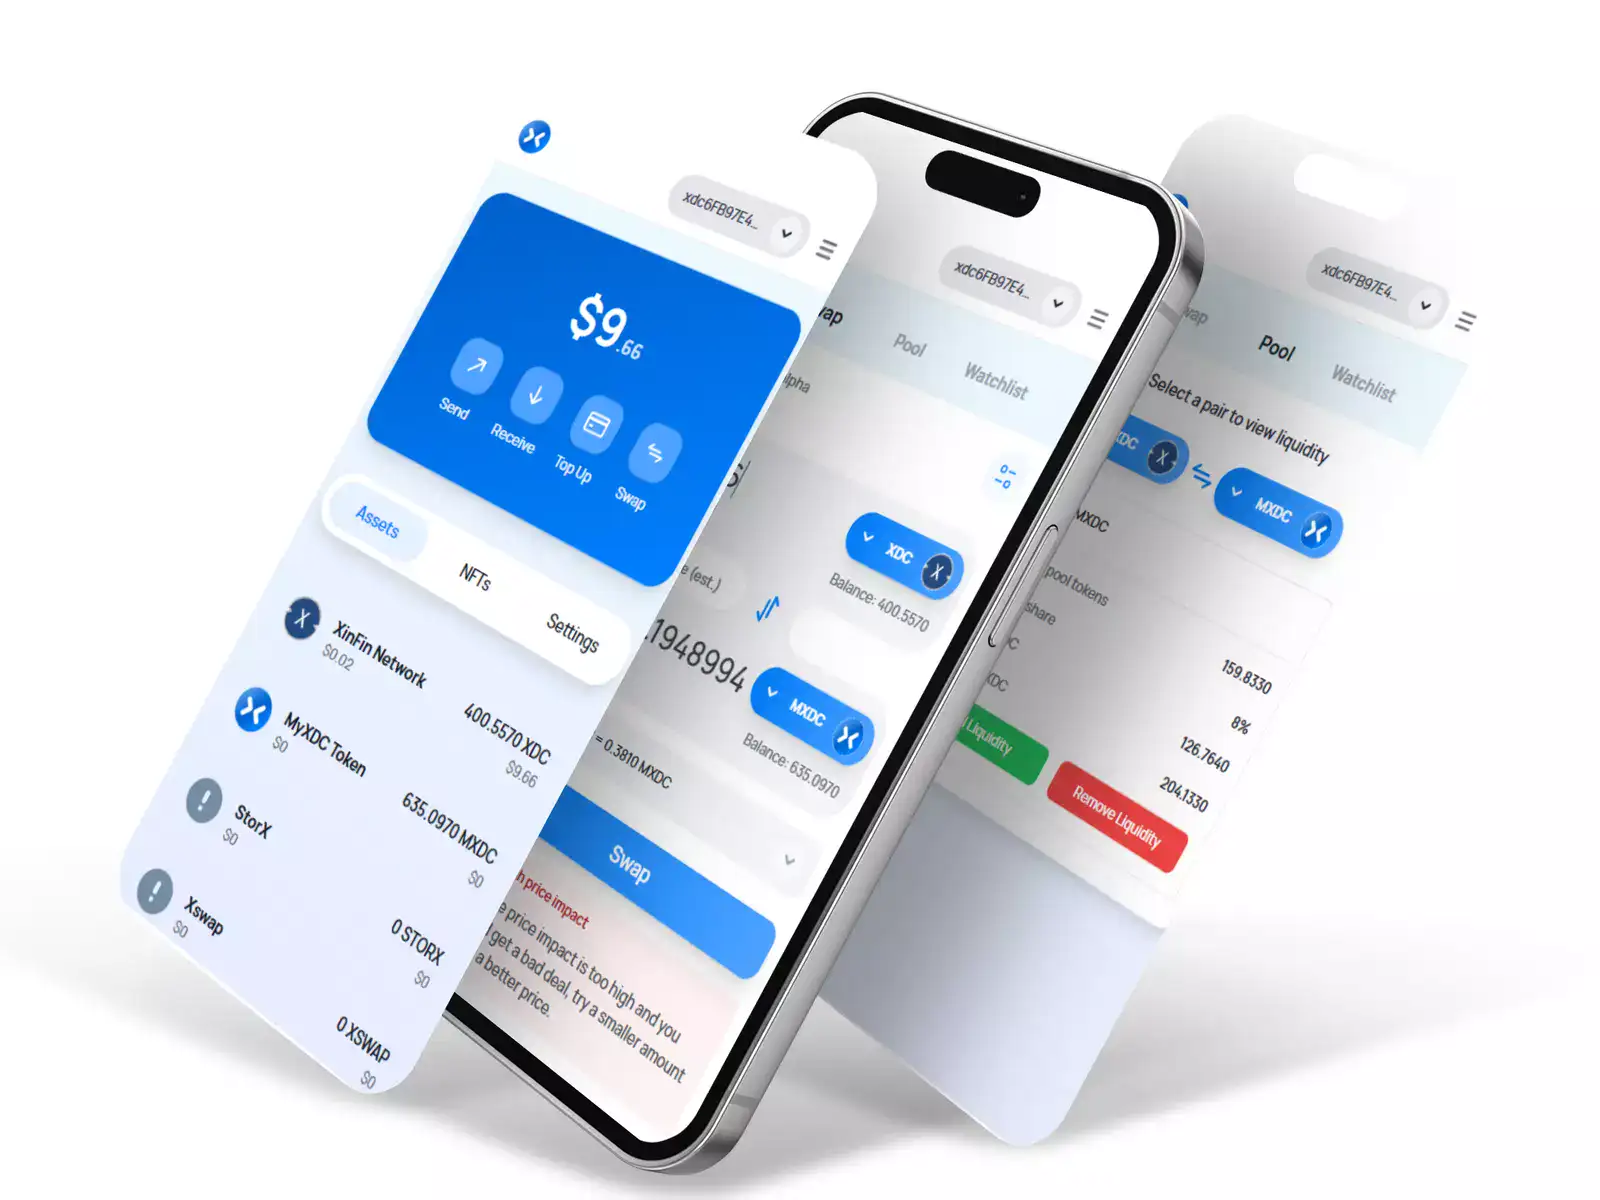 xdc6FB97E4...
$9.66
Send
Receive
Top Up
Swap
Assets
NFTs
Settings
XinFin Network
$0.02
400.5570 XDC
$9.66
MyXDC Token
$0
635.0970 MXDC
$0
StorX
$0
0 STORX
$0
Xswap
$0
0 XSWAP
$0
xdc6FB97E4...
vap
Pool
Watchlist
lpha
XDC
Balance: 400.5570
e (est.)
.1948994
MXDC
Balance: 635.0970
= 0.3810 MXDC
Swap
h price impact
e price impact is too high and you
get a bad deal, try a smaller amount
a better price.
xdc6FB97E4...
wap
Pool
Watchlist
Select a pair to view liquidity
XDC
MXDC
MXDC
pool tokens
159.8330
share
8%
DC
126.7640
XDC
204.1330
Liquidity
Remove Liquidity